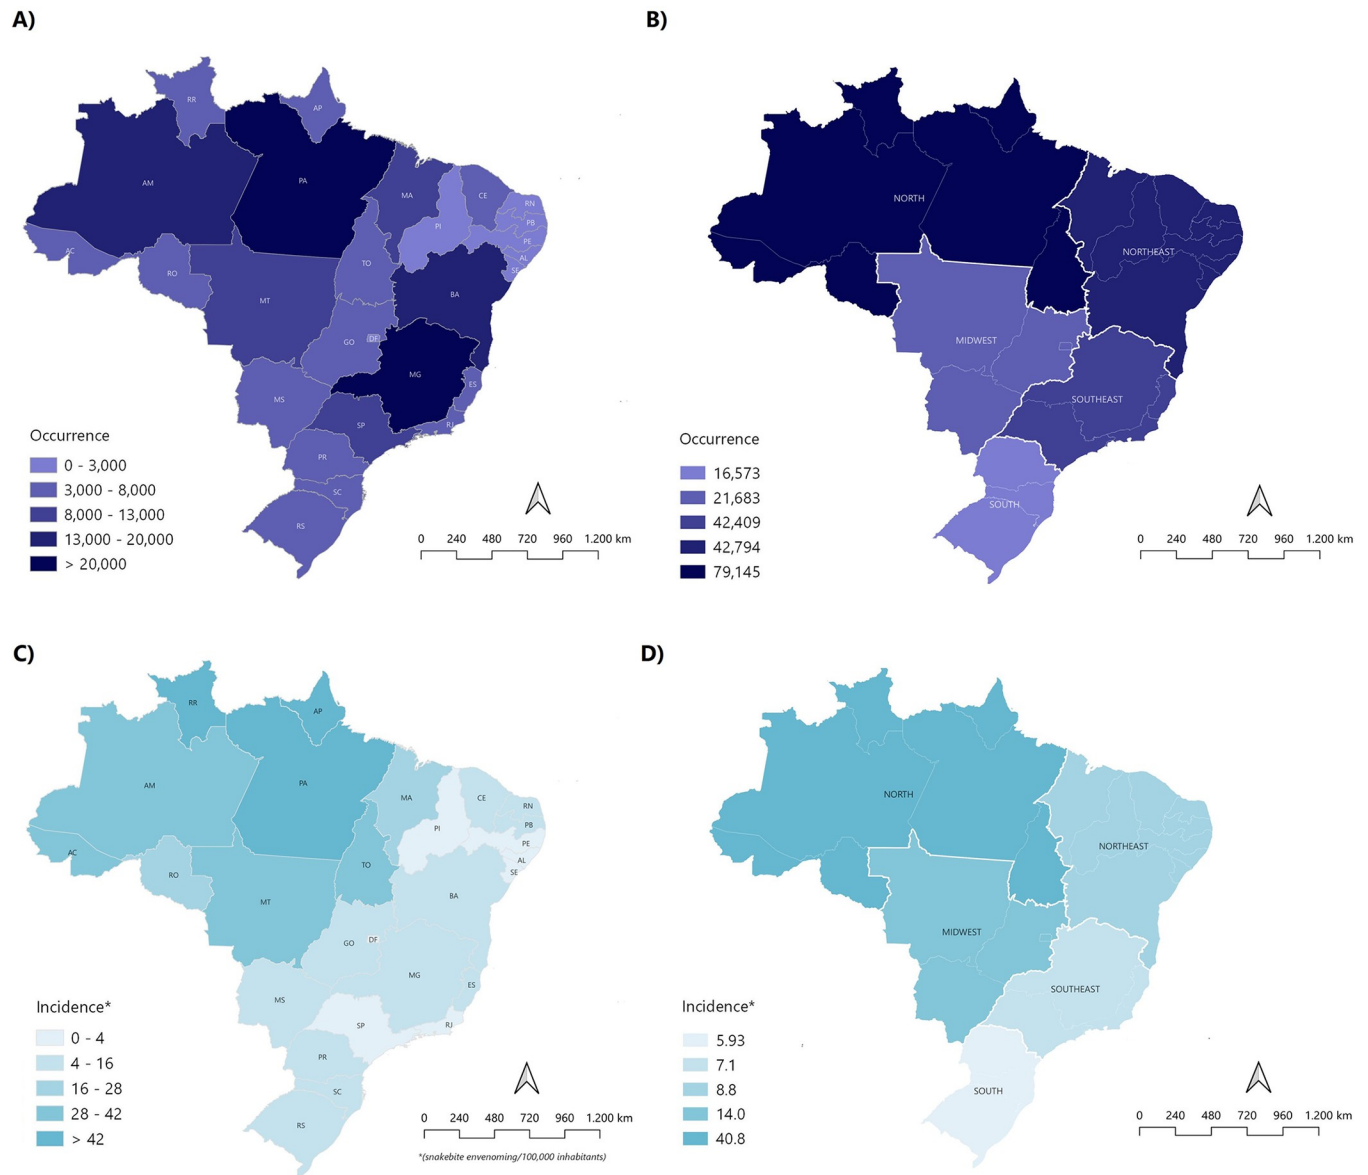 A)
RR
AP
AM
PA
MA
CE
RN
PB
PE
AL
SE
PI
AC
RO
TO
MT
BA
GO
DF
MG
ES
MS
SP
RJ
PR
SC
RS
Occurrence
0 - 3,000
3,000 - 8,000
8,000 - 13,000
13,000 - 20,000
> 20,000
0 240 480 720 960 1.200 km
B)
NORTH
NORTHEAST
MIDWEST
SOUTHEAST
SOUTH
Occurrence
16,573
21,683
42,409
42,794
79,145
0 240 480 720 960 1.200 km
C)
RR
AP
AM
PA
MA
CE
RN
PB
PE
AL
SE
PI
AC
RO
TO
MT
BA
GO
DF
MG
ES
MS
SP
RJ
PR
SC
RS
Incidence*
0 - 4
4 - 16
16 - 28
28 - 42
> 42
0 240 480 720 960 1.200 km
*(snakebite envenoming/100,000 inhabitants)
D)
NORTH
NORTHEAST
MIDWEST
SOUTHEAST
SOUTH
Incidence*
5.93
7.1
8.8
14.0
40.8
0 240 480 720 960 1.200 km